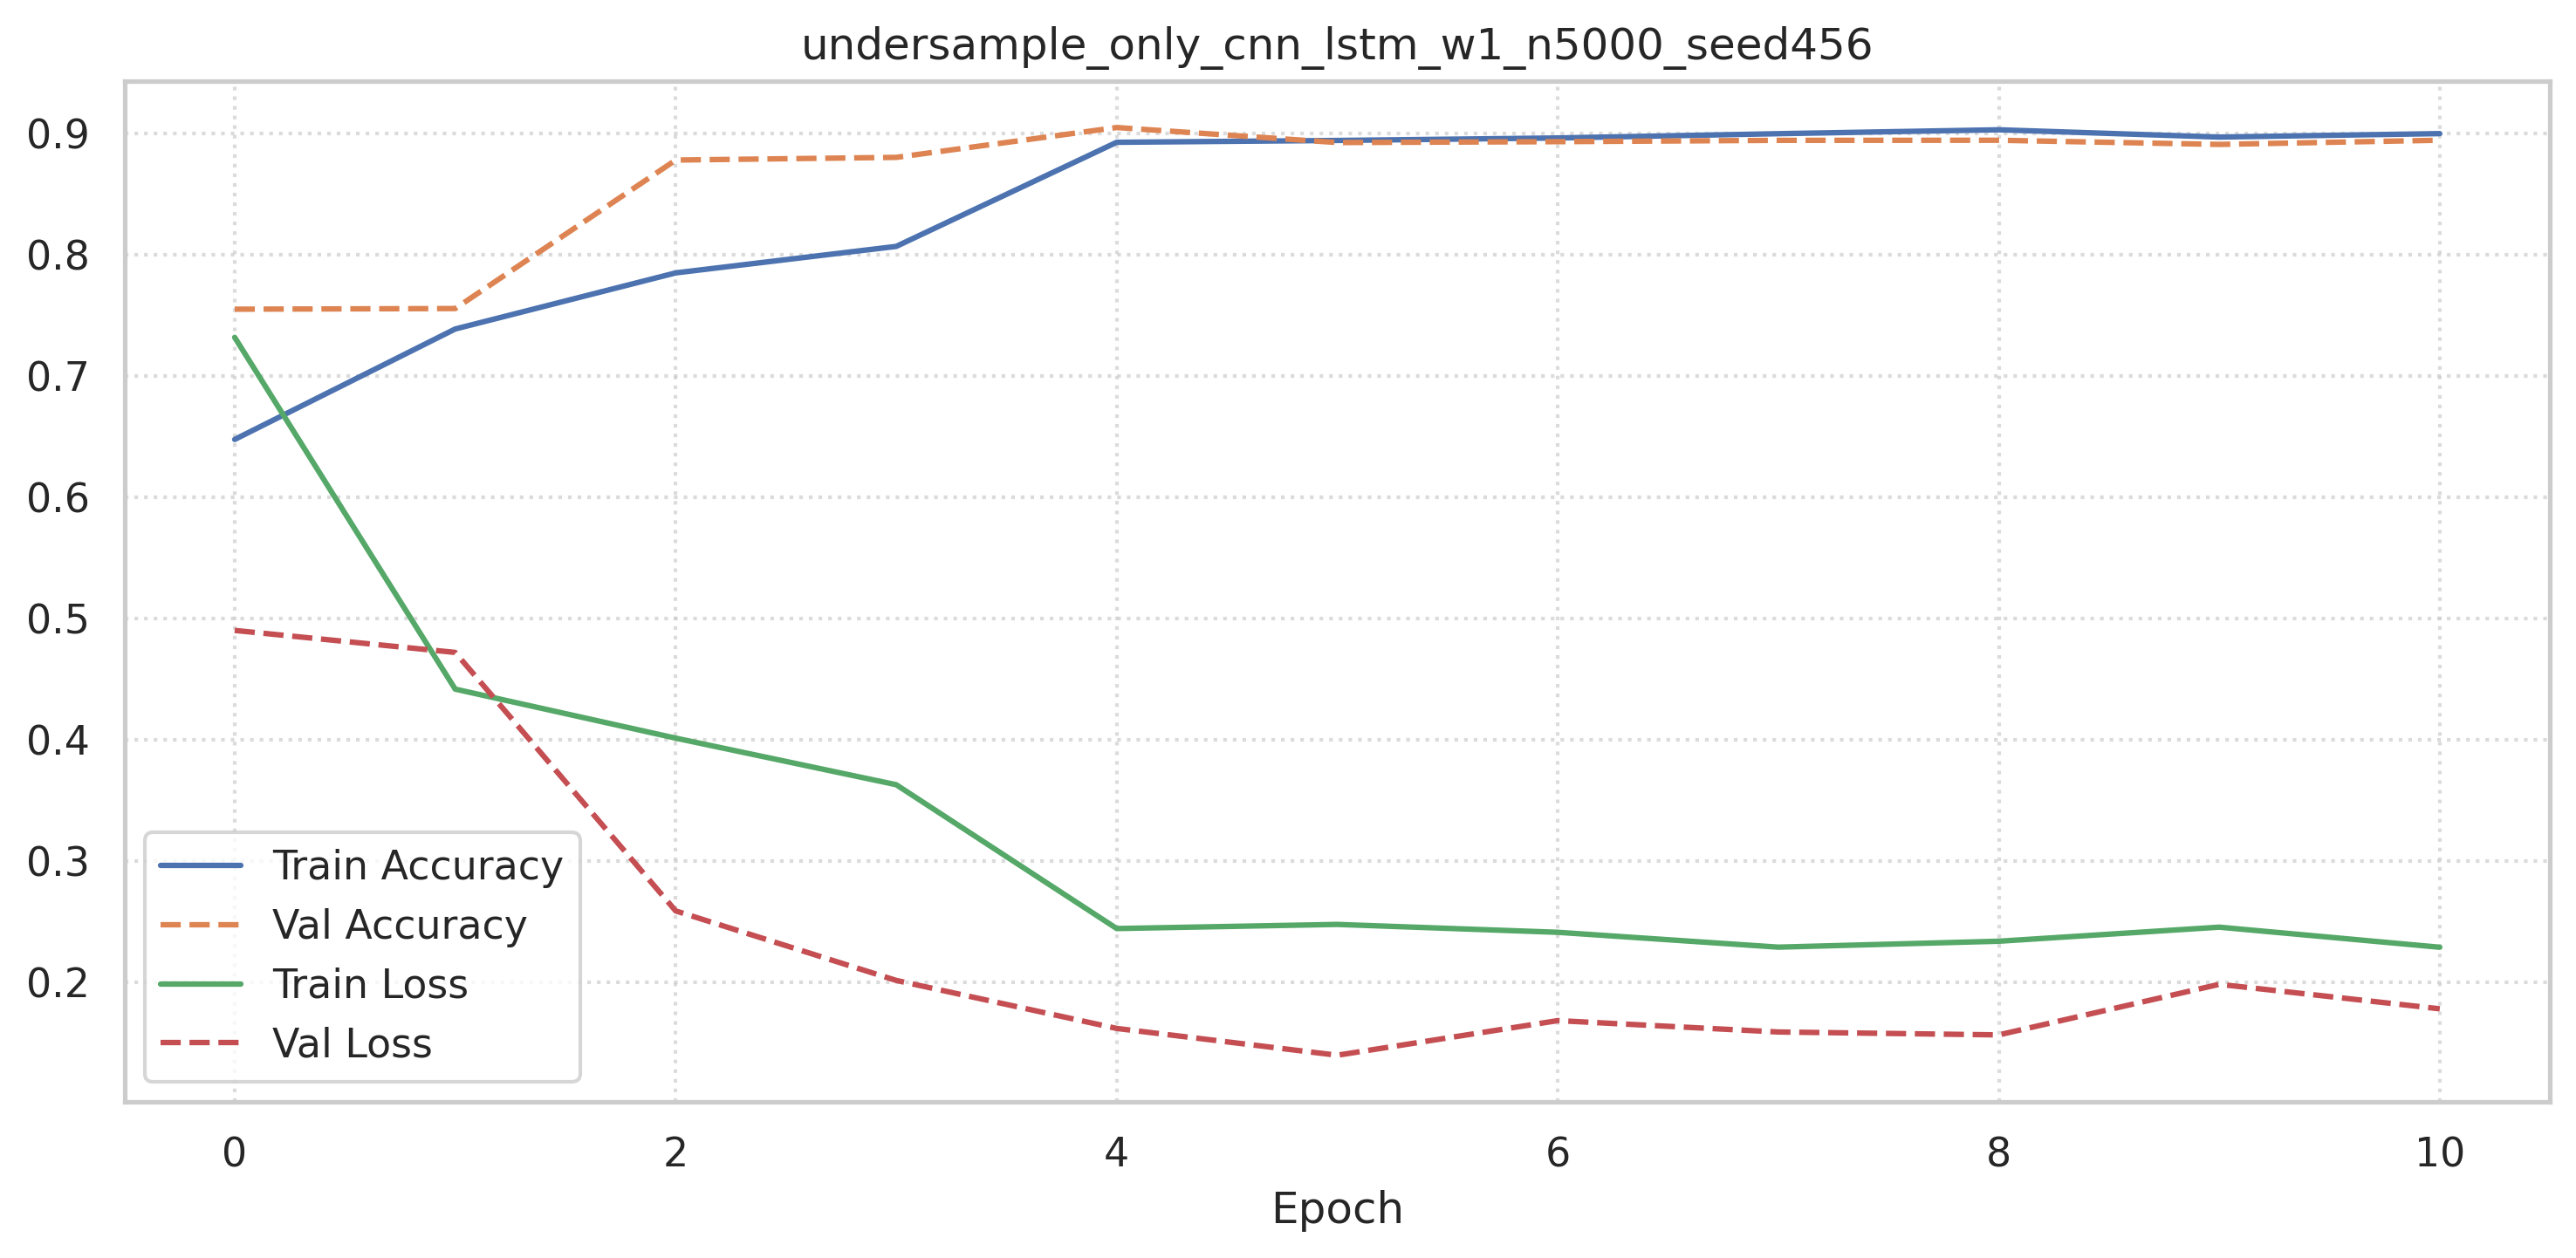 undersample_only_cnn_lstm_w1_n5000_seed456
0.9
0.8
0.7
0.6
0.5
0.4
0.3
0.2
Train Accuracy
Val Accuracy
Train Loss
Val Loss
0 2 4 6 8 10
Epoch